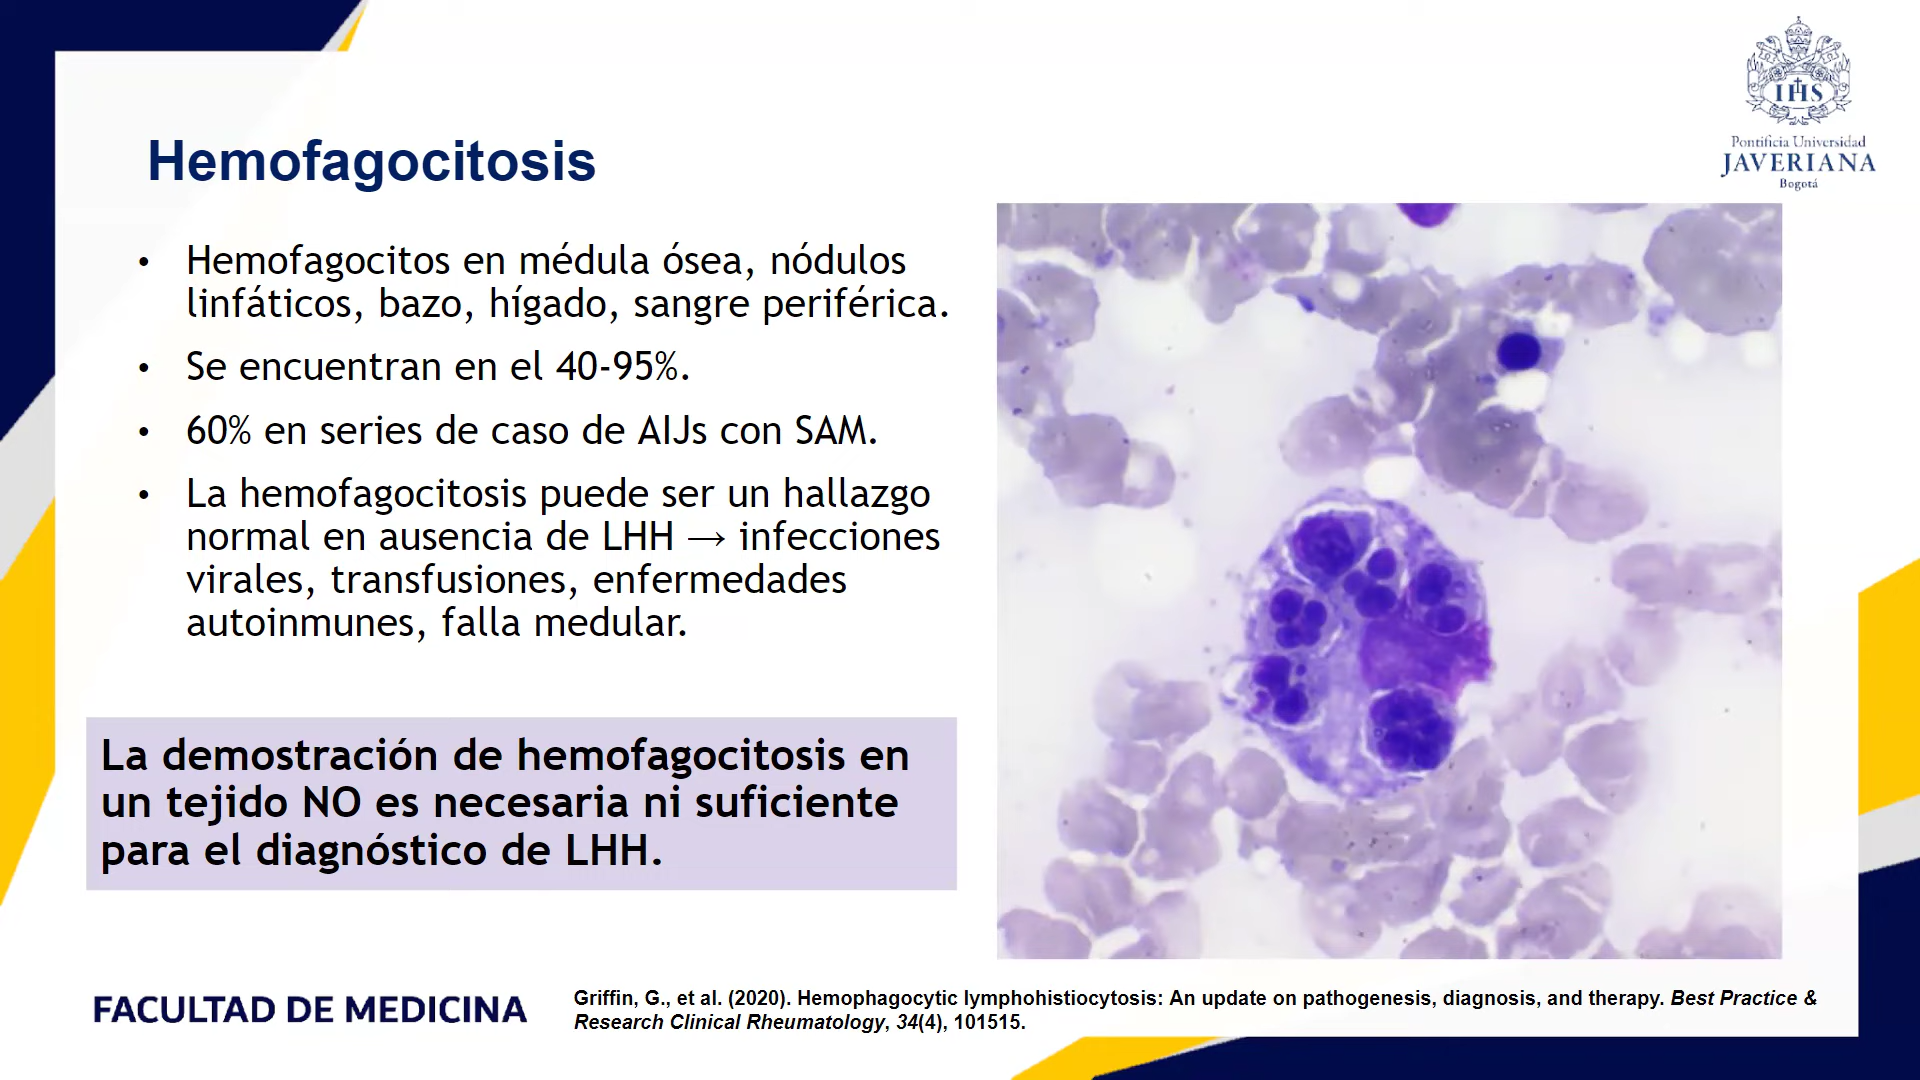 IHS
Pontificia Universidad
JAVERIANA
Bogotá
Hemofagocitosis
• Hemofagocitos en médula ósea, nódulos
linfáticos, bazo, hígado, sangre periférica.
• Se encuentran en el 40-95%.
• 60% en series de caso de AIJs con SAM.
• La hemofagocitosis puede ser un hallazgo
normal en ausencia de LHH → infecciones
virales, transfusiones, enfermedades
autoinmunes, falla medular.
La demostración de hemofagocitosis en
un tejido NO es necesaria ni suficiente
para el diagnóstico de LHH.
FACULTAD DE MEDICINA
Griffin, G., et al. (2020). Hemophagocytic lymphohistiocytosis: An update on pathogenesis, diagnosis, and therapy. Best Practice &
Research Clinical Rheumatology, 34(4), 101515.